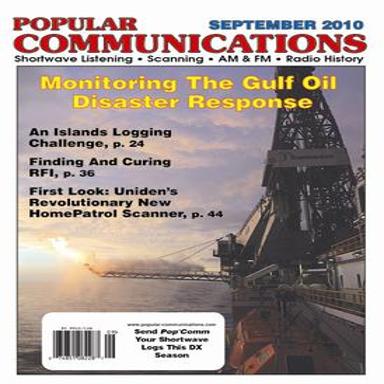 POPULAR
SEPTEMBER 2010
COMMUNICATIONS
Shortwave Listening • Scanning • AM & FM • Radio History
Monitoring The Gulf Oil
Disaster Response
An Islands Logging
Challenge, p. 24
Finding And Curing
RFI, p. 36
First Look: Uniden's
Revolutionary New
HomePatrol Scanner, p. 44
www.popular-communications.com
Send Pop'Comm
Your Shortwave
Logs This DX
Season